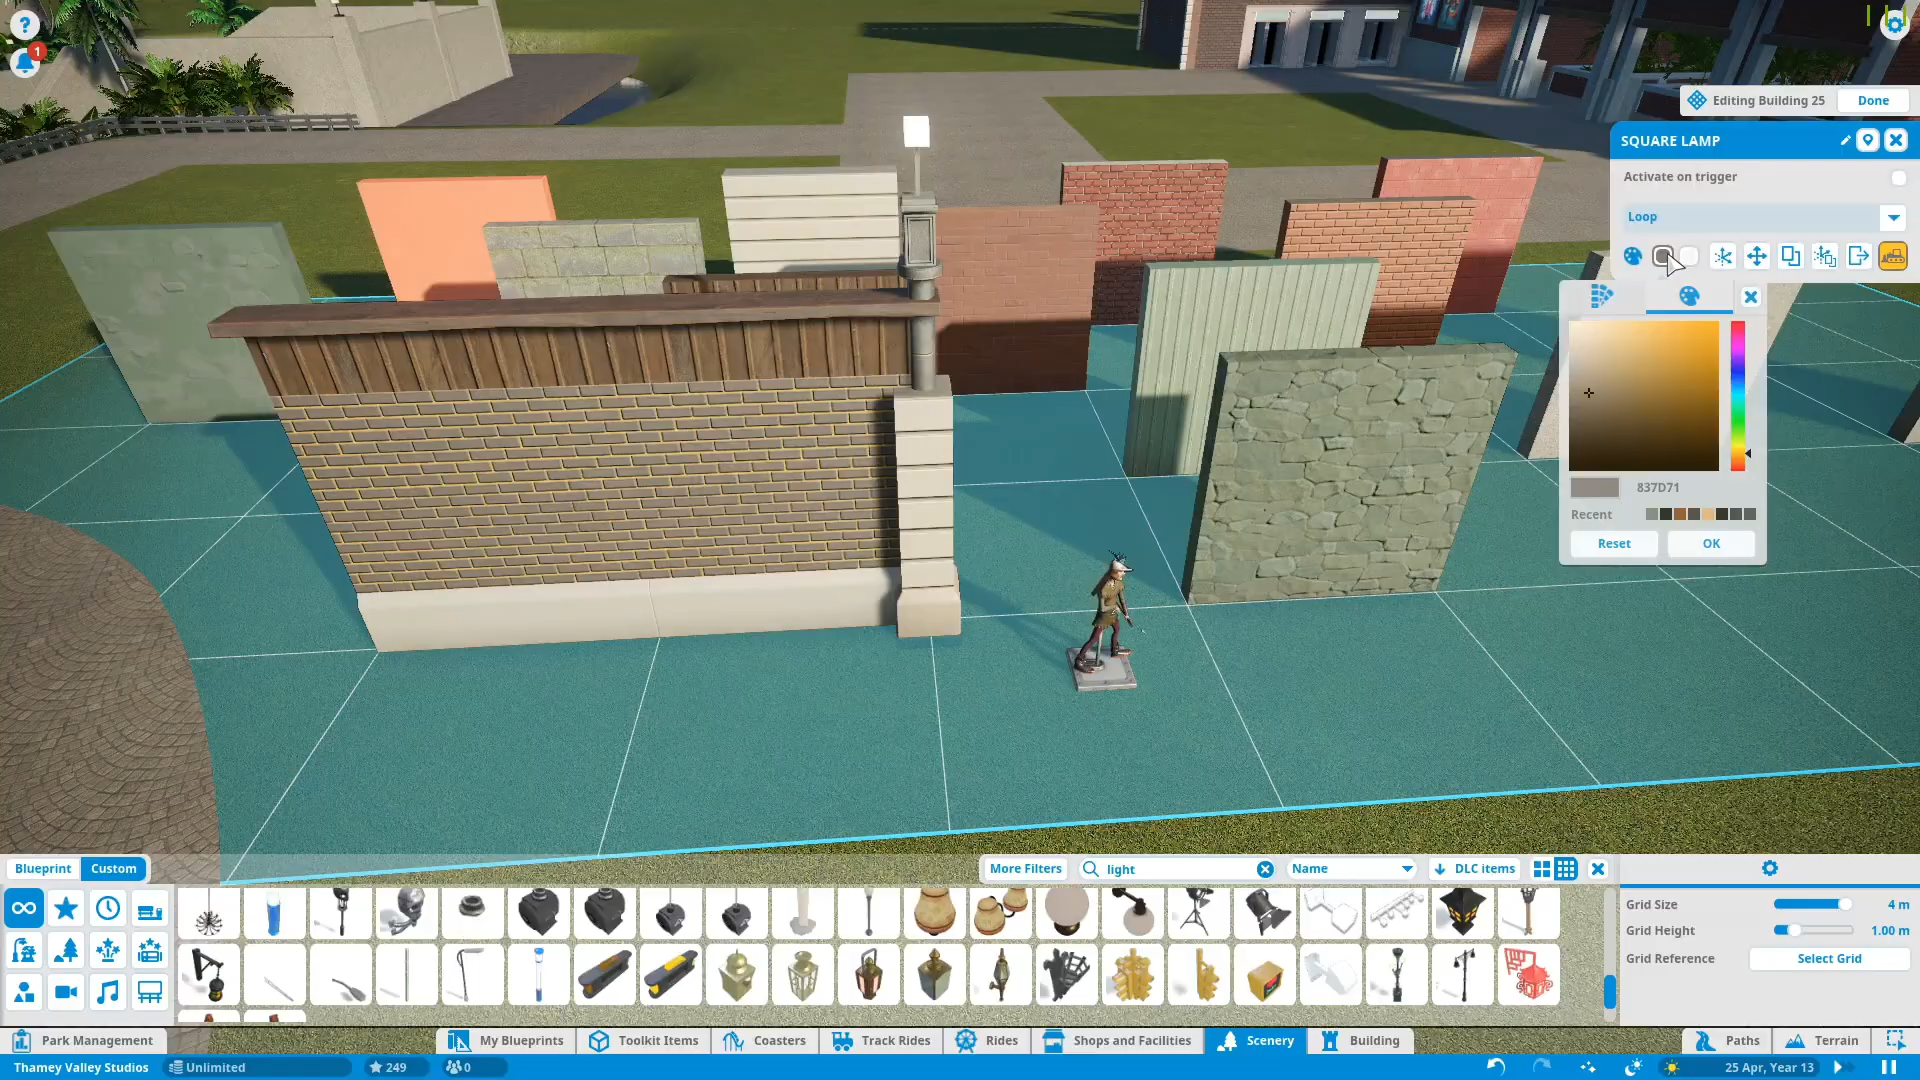 ?
1
Editing Building 25
Done
SQUARE LAMP
Activate on trigger
Loop
837D71
Recent
Reset
OK
Blueprint
Custom
More Filters
light
Name
DLC items
Grid Size
4 m
Grid Height
1.00 m
Grid Reference
Select Grid
Park Management
My Blueprints
Toolkit Items
Coasters
Track Rides
Rides
Shops and Facilities
Scenery
Building
Paths
Terrain
Thamey Valley Studios
Unlimited
249
0
25 Apr, Year 13